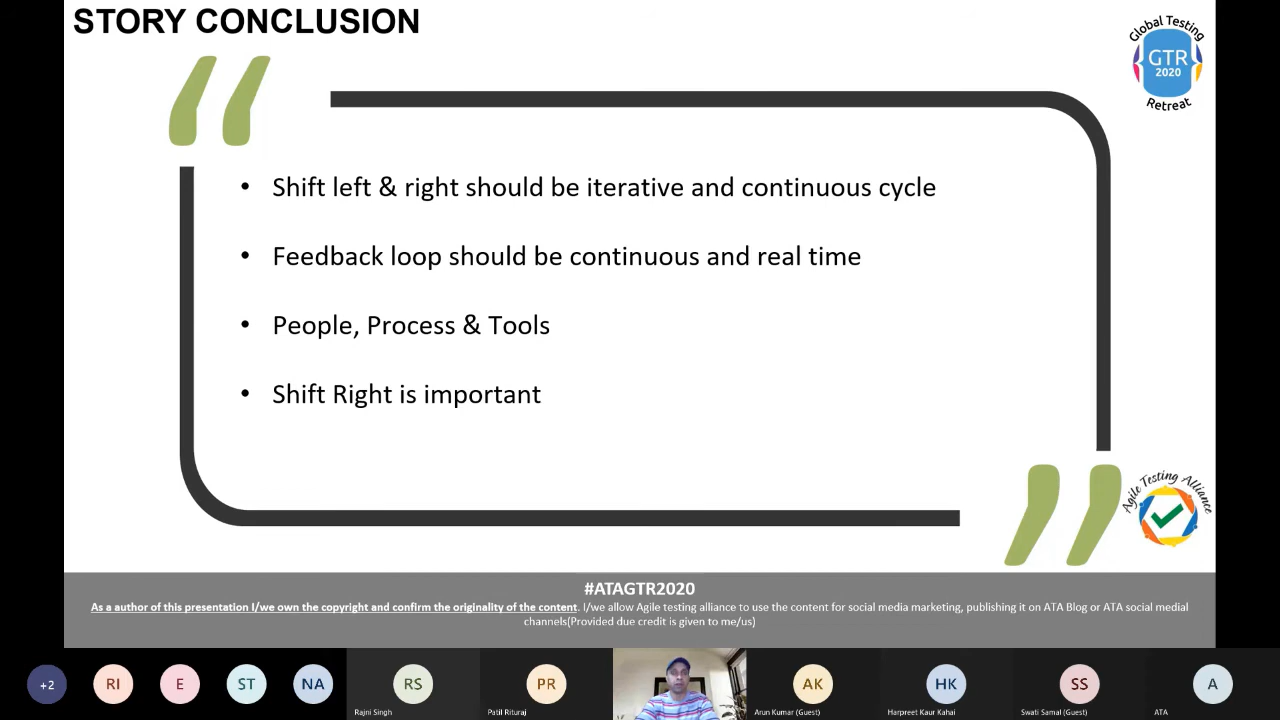 STORY CONCLUSION
Global Testing
GTR
2020
Retreat
• Shift left & right should be iterative and continuous cycle
• Feedback loop should be continuous and real time
• People, Process & Tools
• Shift Right is important
Agile Testing Alliance
#ATAGTR2020
As a author of this presentation I/we own the copyright and confirm the originality of the content. I/we allow Agile testing alliance to use the content for social media marketing, publishing it on ATA Blog or ATA social medial
channels(Provided due credit is given to me/us)
+2 RI E ST NA RS PR AK HK SS A
Rajni Singh Patil Rituraj Arun Kumar (Guest) Harpreet Kaur Kahai Swati Samal (Guest) ATA